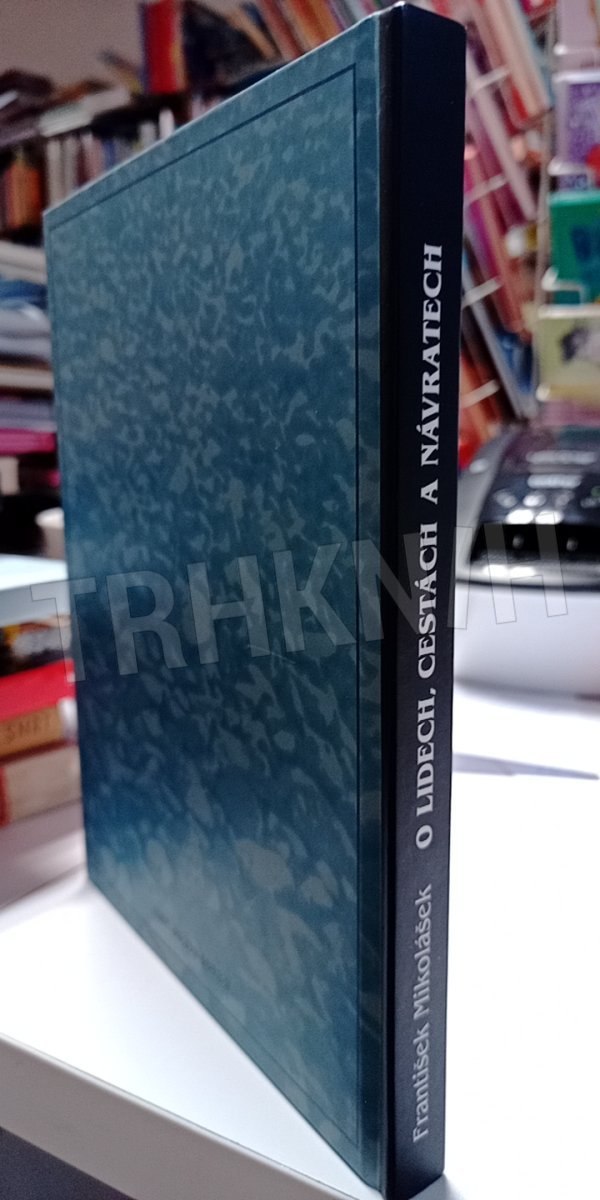 František Mikolášek O LIDECH, CESTÁCH A NÁVRATECH
TRHKNIH